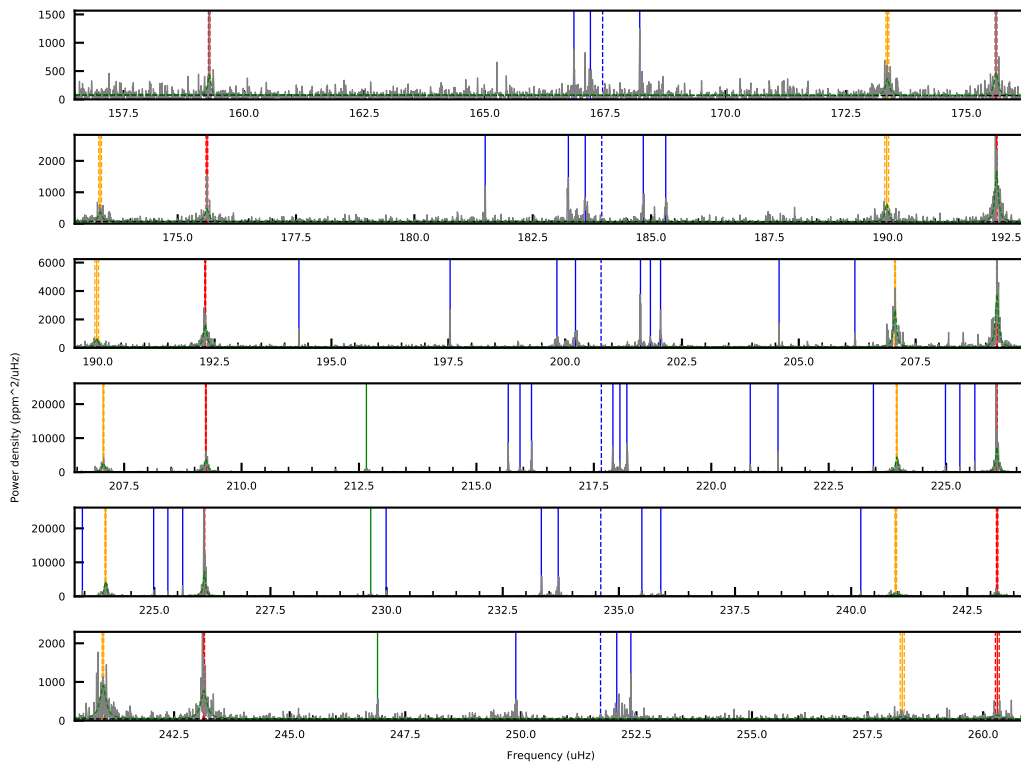 1500
1000
500
0
157.5 160.0 162.5 165.0 167.5 170.0 172.5 175.0
2000
1000
0
175.0 177.5 180.0 182.5 185.0 187.5 190.0 192.5
6000
4000
2000
0
190.0 192.5 195.0 197.5 200.0 202.5 205.0 207.5
Power density (ppm^2/uHz)
20000
10000
0
207.5 210.0 212.5 215.0 217.5 220.0 222.5 225.0
20000
10000
0
225.0 227.5 230.0 232.5 235.0 237.5 240.0 242.5
2000
1000
0
242.5 245.0 247.5 250.0 252.5 255.0 257.5 260.0
Frequency (uHz)